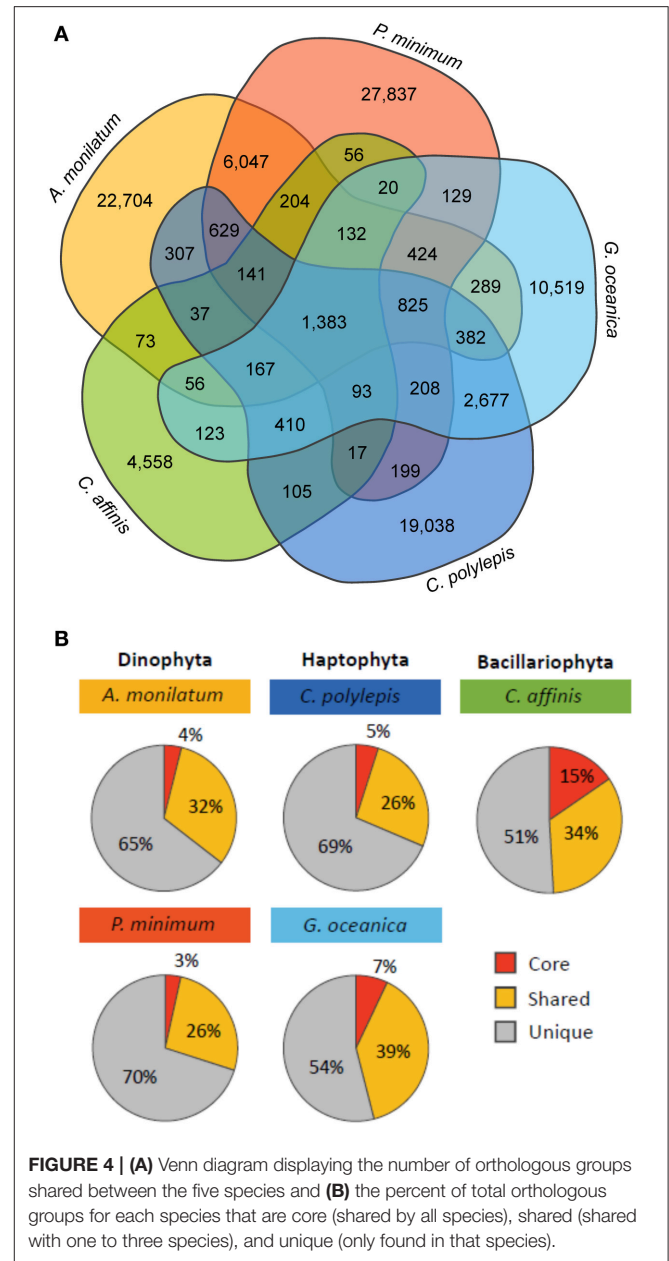 A
P. minimum
27,837
A. monilatum
6,047
56
22,704
204
20
129
629
132
307
424
G. oceanica
141
289
10,519
37
1,383
825
382
73
167
56
93
208
2,677
123
410
4,558
17
199
105
C. affinis
19,038
C. polylepis
B
Dinophyta Haptophyta Bacillariophyta
A. monilatum C. polylepis C. affinis
4% 5% 15%
32% 26% 34%
65% 69% 51%
P. minimum G. oceanica
3% 7%
26% 39%
70% 54%
Core
Shared
Unique
FIGURE 4 | (A) Venn diagram displaying the number of orthologous groups
shared between the five species and (B) the percent of total orthologous
groups for each species that are core (shared by all species), shared (shared
with one to three species), and unique (only found in that species).